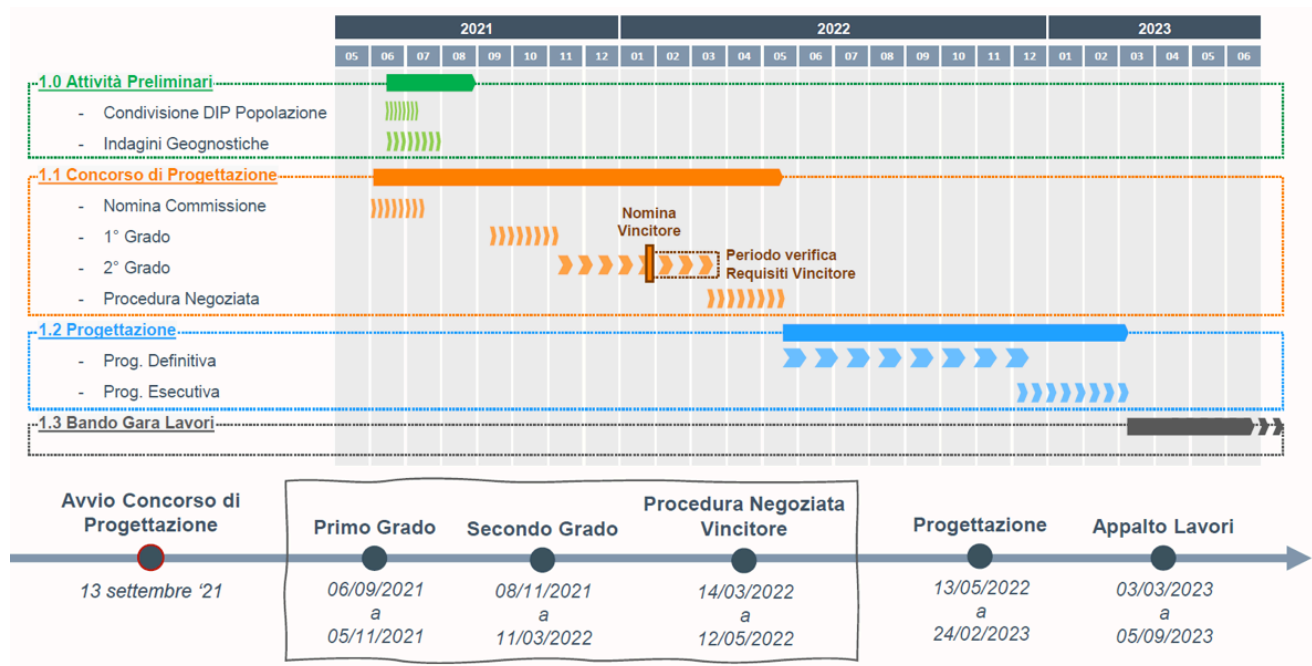 2021 2022 2023
05 06 07 08 09 10 11 12 01 02 03 04 05 06 07 08 09 10 11 12 01 02 03 04 05 06
1.0 Attività Preliminari
- Condivisione DIP Popolazione
- Indagini Geognostiche
1.1 Concorso di Progettazione
- Nomina Commissione
Nomina
Vincitore
- 1° Grado
- 2° Grado
Periodo verifica
Requisiti Vincitore
- Procedura Negoziata
1.2 Progettazione
- Prog. Definitiva
- Prog. Esecutiva
1.3 Bando Gara Lavori
Avvio Concorso di
Progettazione
13 settembre '21
Primo Grado
06/09/2021
a
05/11/2021
Secondo Grado
08/11/2021
a
11/03/2022
Procedura Negoziata
Vincitore
14/03/2022
a
12/05/2022
Progettazione
13/05/2022
a
24/02/2023
Appalto Lavori
03/03/2023
a
05/09/2023